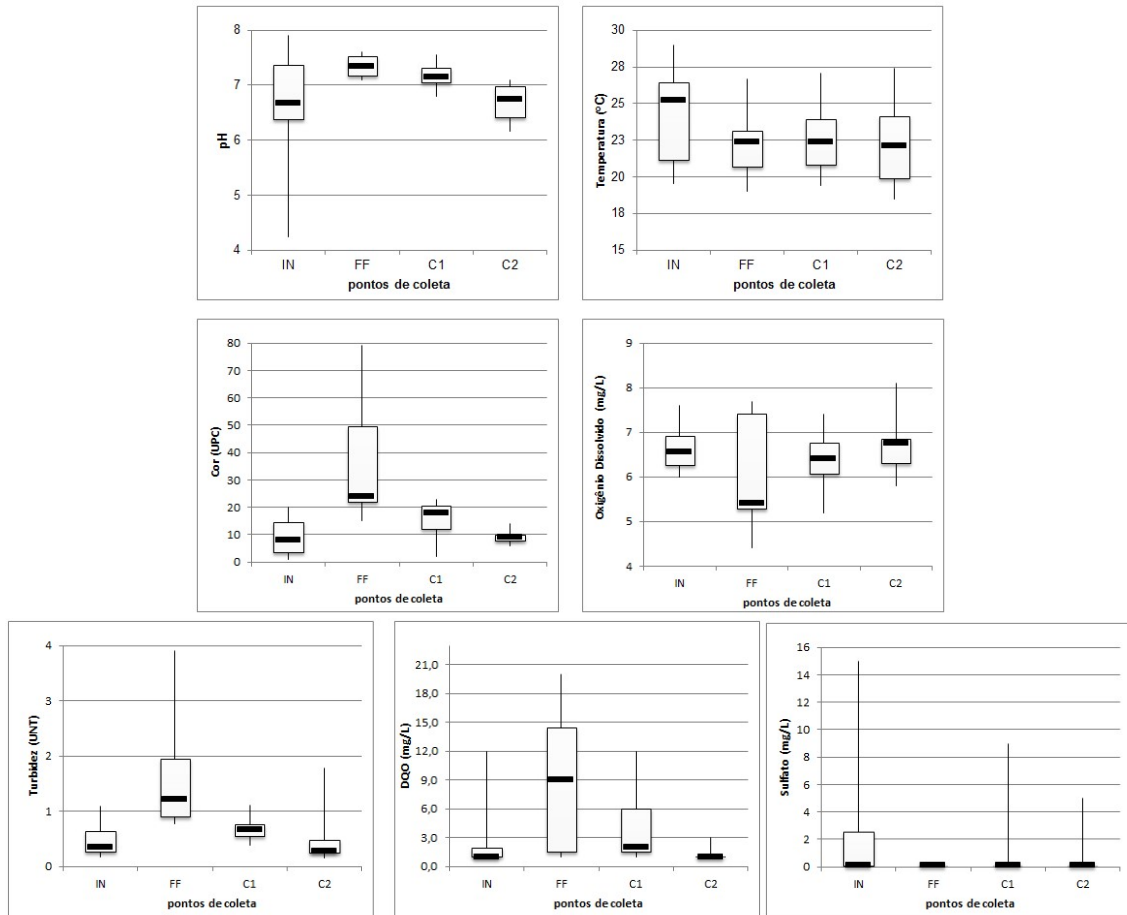 pH
8
7
6
5
4
IN FF C1 C2
pontos de coleta
Temperatura (ºC)
30
28
25
23
20
18
15
IN FF C1 C2
pontos de coleta
Cor (UPC)
80
70
60
50
40
30
20
10
0
IN FF C1 C2
pontos de coleta
Oxigênio Dissolvido (mg/L)
9
8
7
6
5
4
IN FF C1 C2
pontos de coleta
Turbidez (UNT)
4
3
2
1
0
IN FF C1 C2
pontos de coleta
DQO (mg/L)
21,0
18,0
15,0
12,0
9,0
6,0
3,0
0,0
IN FF C1 C2
pontos de coleta
Sulfato (mg/L)
16
14
12
10
8
6
4
2
0
IN FF C1 C2
pontos de coleta